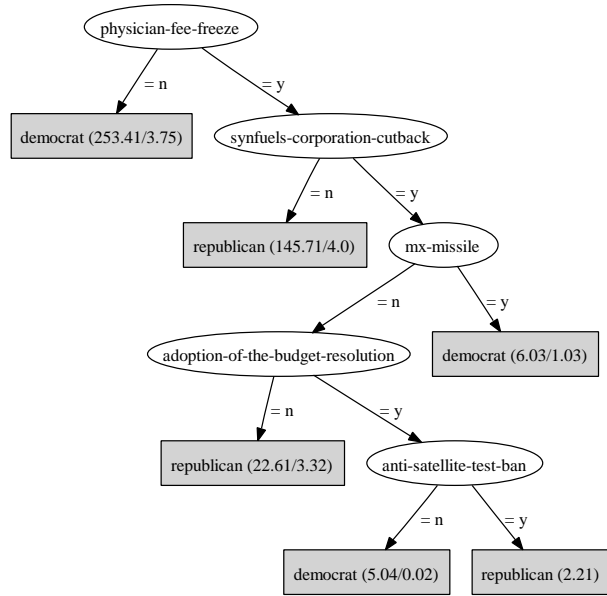 physician-fee-freeze
= n
= y
democrat (253.41/3.75)
synfuels-corporation-cutback
= n
= y
republican (145.71/4.0)
mx-missile
= n
= y
adoption-of-the-budget-resolution
democrat (6.03/1.03)
= n
= y
republican (22.61/3.32)
anti-satellite-test-ban
= n
= y
democrat (5.04/0.02)
republican (2.21)